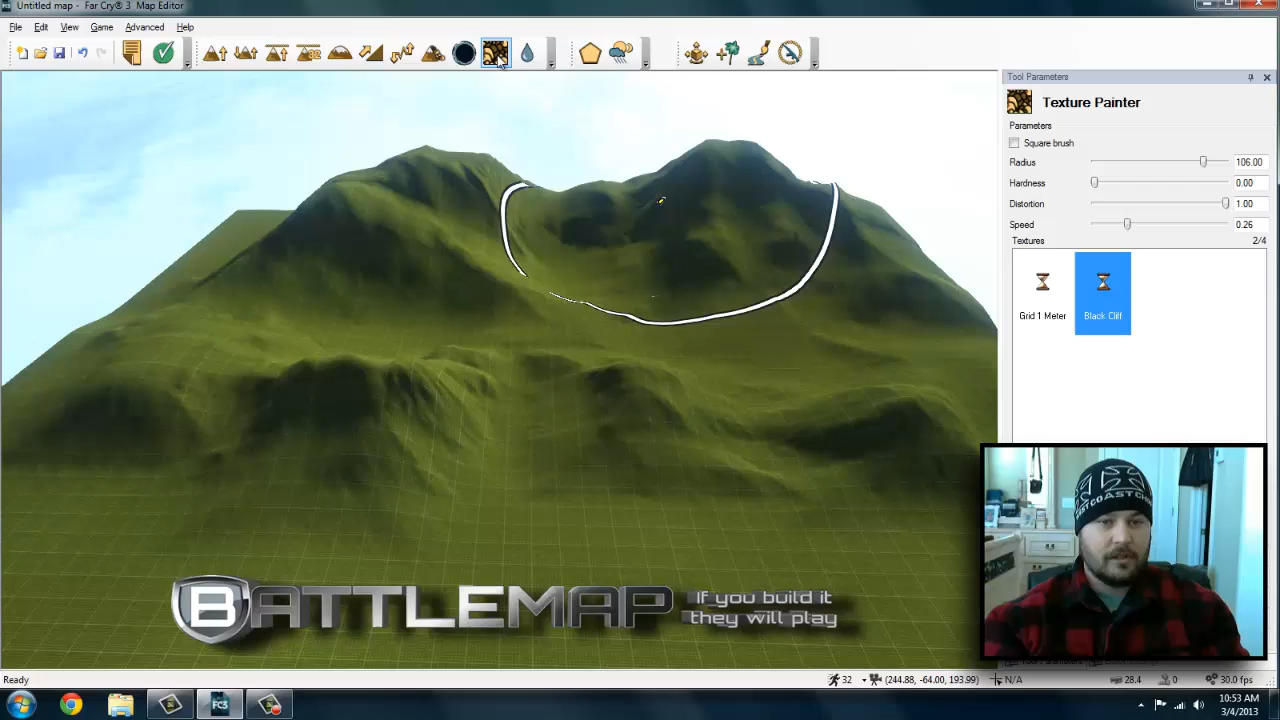 Untitled map - Far Cry® 3 Map Editor
File Edit View Game Advanced Help
Tool Parameters
Texture Painter
Parameters
Square brush
Radius 106.00
Hardness 0.00
Distortion 1.00
Speed 0.26
Textures 2/4
Grid 1 Meter Black Cliff
BATTLEMAP
If you build it
they will play
Ready 32 (244.88, -64.00, 193.99) N/A 28.4 0 30.0 fps
FC3
10:53 AM
3/4/2013